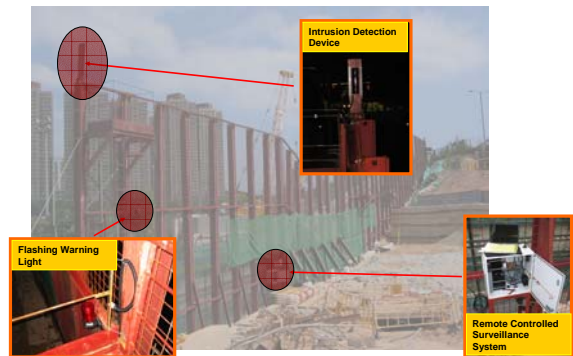 Intrusion Detection
Device
Flashing Warning
Light
Remote Controlled
Surveillance
System